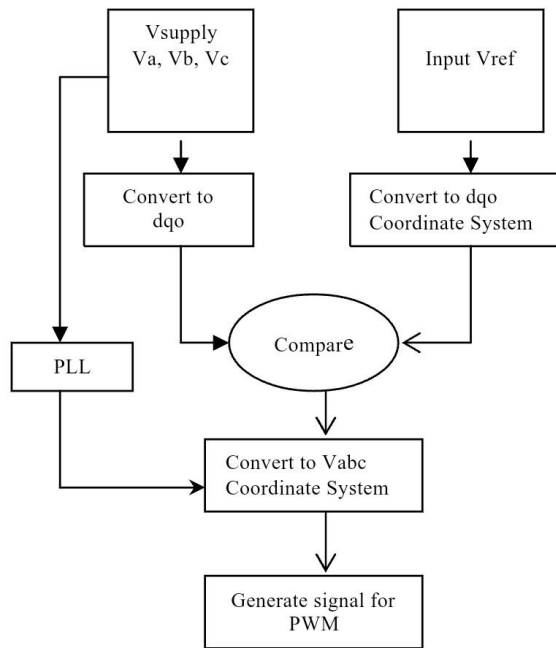 Vsupply
Va, Vb, Vc
Input Vref
Convert to
dqo
Convert to dqo
Coordinate System
Compare
PLL
Convert to Vabc
Coordinate System
Generate signal for
PWM